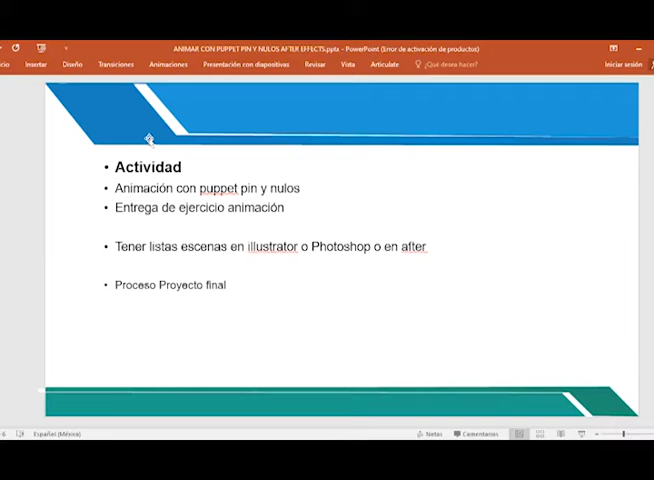 ANIMAR CON PUPPET PIN Y NULOS AFTER EFFECTS.pptx - PowerPoint (Error de activación de productos)
Insertar Diseño Transiciones Animaciones Presentación con diapositivas Revisar Vista Articulate ¿Qué desea hacer? Iniciar sesión
• Actividad
• Animación con puppet pin y nulos
• Entrega de ejercicio animación
• Tener listas escenas en illustrator o Photoshop o en after
• Proceso Proyecto final
Español (México) Notas Comentarios